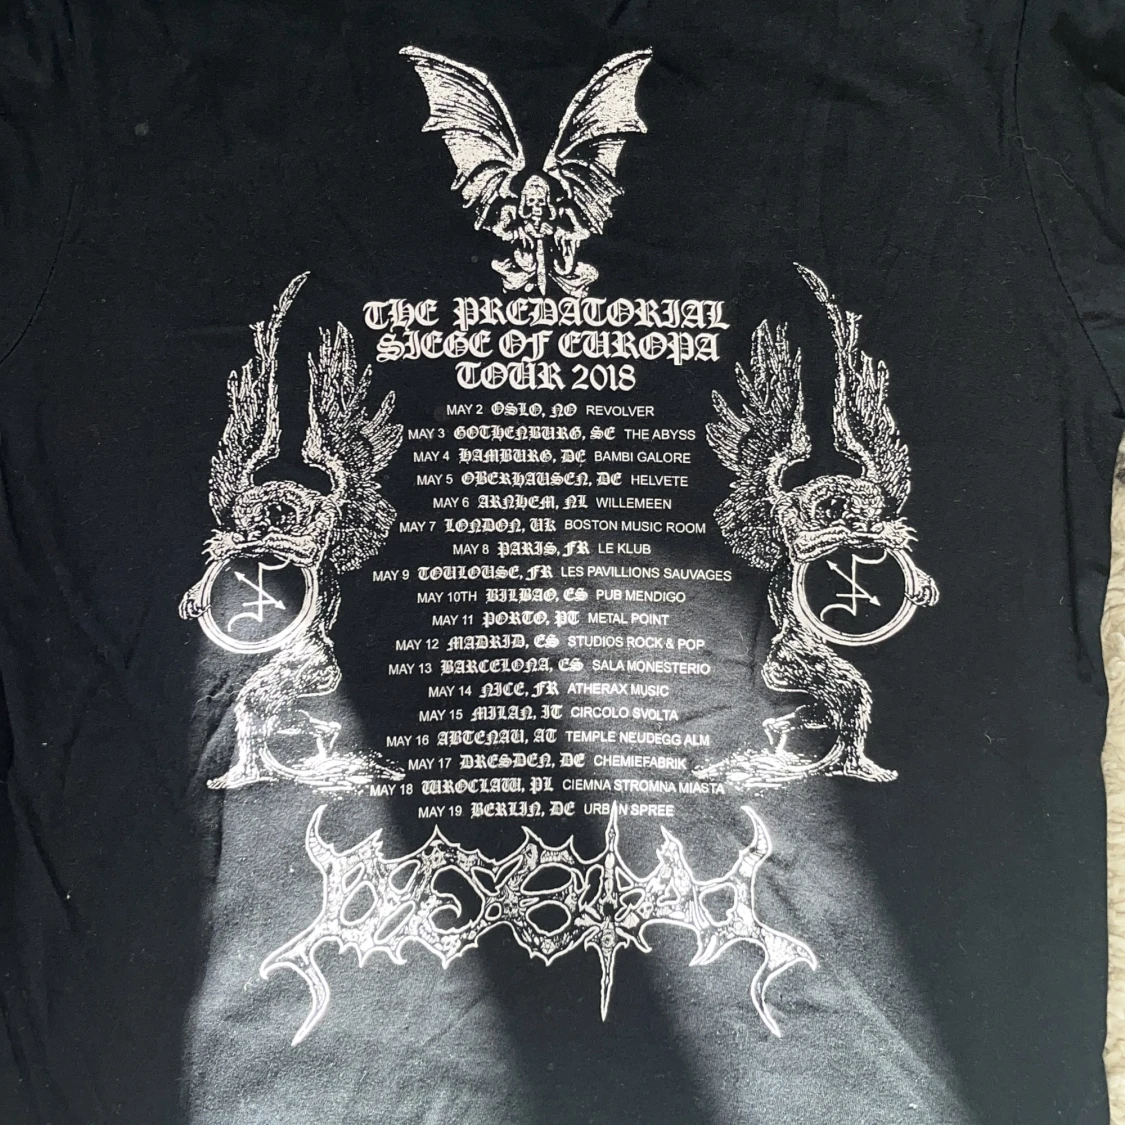 THE PREDATORIAL
SIEGE OF EUROPA
TOUR 2018
MAY 2 OSLO, NO REVOLVER
MAY 3 GOTHENBURG, SE THE ABYSS
MAY 4 HAMBURG, DE BAMBI GALORE
MAY 5 OBERHAUSEN, DE HELVETE
MAY 6 ARNHEM, NL WILLEMEEN
MAY 7 LONDON, UK BOSTON MUSIC ROOM
MAY 8 PARIS, FR LE KLUB
MAY 9 TOULOUSE, FR LES PAVILLIONS SAUVAGES
MAY 10TH BILBAO, ES PUB MENDIGO
MAY 11 PORTO, PT METAL POINT
MAY 12 MADRID, ES STUDIOS ROCK & POP
MAY 13 BARCELONA, ES SALA MONESTERIO
MAY 14 NICE, FR ATHERAX MUSIC
MAY 15 MILAN, IT CIRCOLO SVOLTA
MAY 16 ABTENAU, AT TEMPLE NEUDEGG ALM
MAY 17 DRESDEN, DE CHEMIEFABRIK
MAY 18 WROCLAW, PL CIEMNA STROMNA MIASTA
MAY 19 BERLIN, DE URBAN SPREE